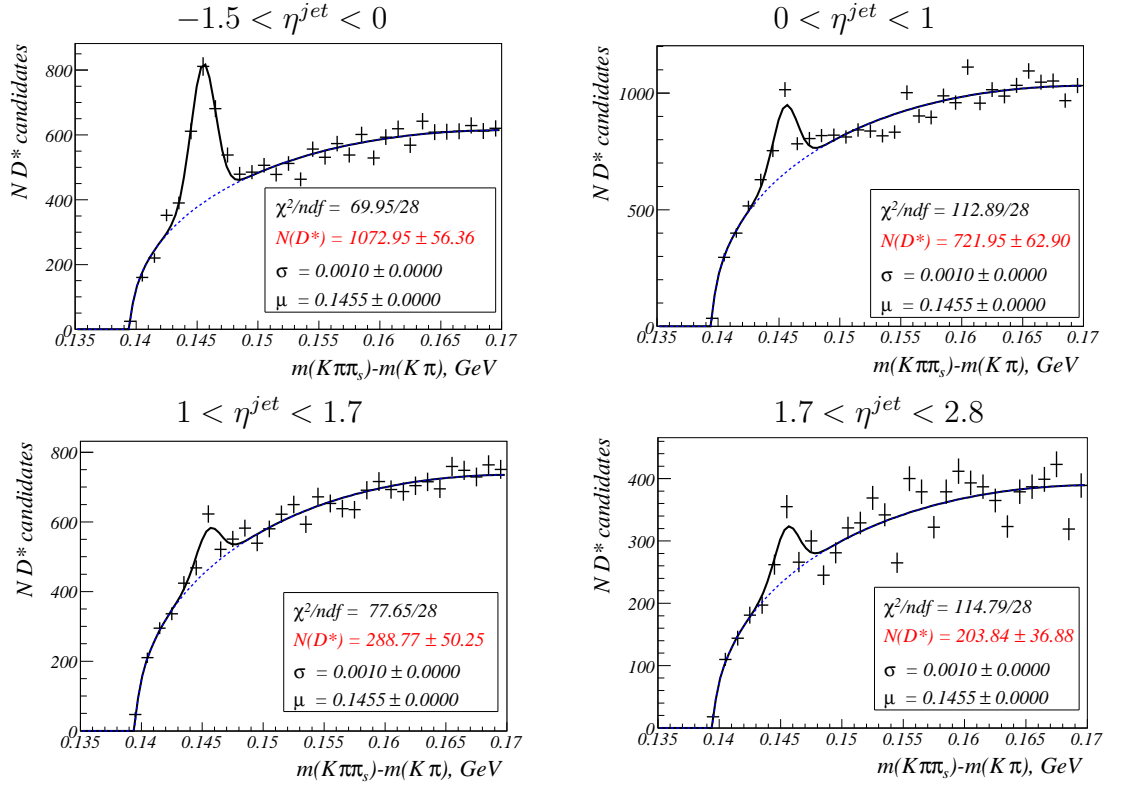 −1.5 < η^jet < 0
N D* candidates
800
600
400
200
0
χ²/ndf = 69.95/28
N(D*) = 1072.95 ± 56.36
σ = 0.0010 ± 0.0000
μ = 0.1455 ± 0.0000
0.135 0.14 0.145 0.15 0.155 0.16 0.165 0.17
m(Kππ_s)-m(Kπ), GeV
0 < η^jet < 1
N D* candidates
1000
500
0
χ²/ndf = 112.89/28
N(D*) = 721.95 ± 62.90
σ = 0.0010 ± 0.0000
μ = 0.1455 ± 0.0000
0.135 0.14 0.145 0.15 0.155 0.16 0.165 0.17
m(Kππ_s)-m(Kπ), GeV
1 < η^jet < 1.7
N D* candidates
800
600
400
200
0
χ²/ndf = 77.65/28
N(D*) = 288.77 ± 50.25
σ = 0.0010 ± 0.0000
μ = 0.1455 ± 0.0000
0.135 0.14 0.145 0.15 0.155 0.16 0.165 0.17
m(Kππ_s)-m(Kπ), GeV
1.7 < η^jet < 2.8
N D* candidates
400
300
200
100
0
χ²/ndf = 114.79/28
N(D*) = 203.84 ± 36.88
σ = 0.0010 ± 0.0000
μ = 0.1455 ± 0.0000
0.135 0.14 0.145 0.15 0.155 0.16 0.165 0.17
m(Kππ_s)-m(Kπ), GeV